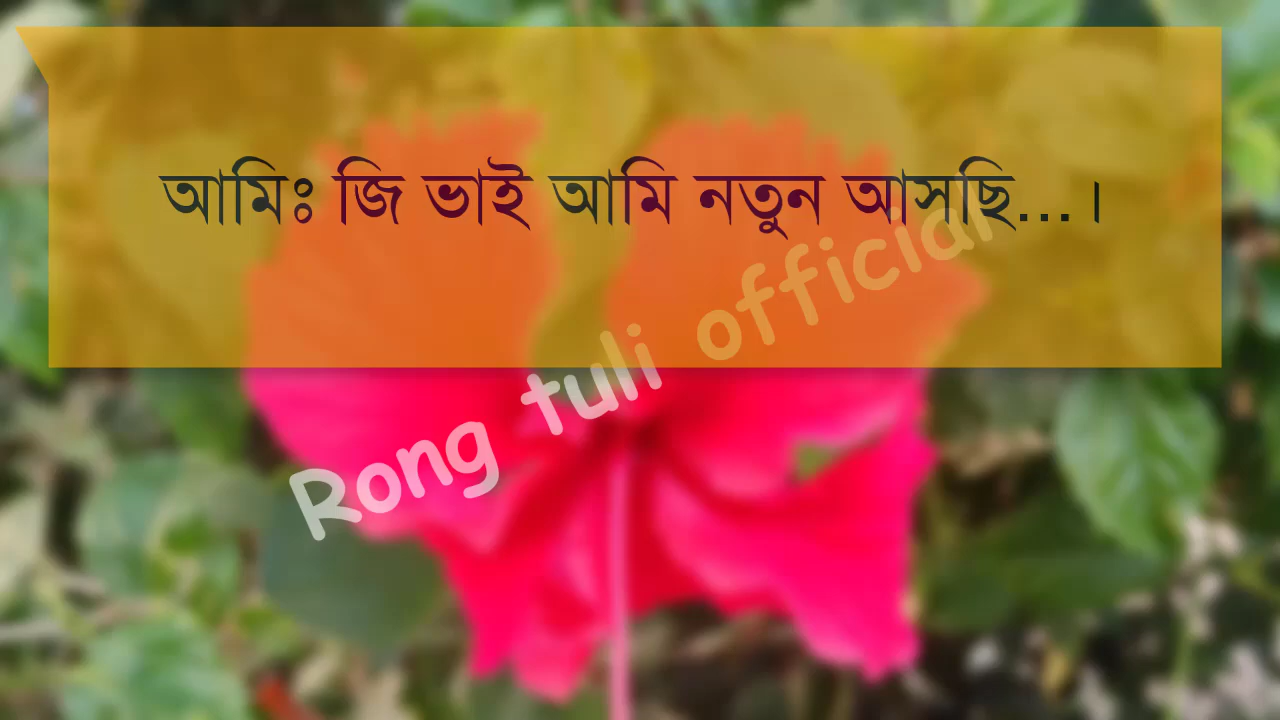 আমিঃ জি ভাই আমি নতুন আসছি...।
Rong tuli official